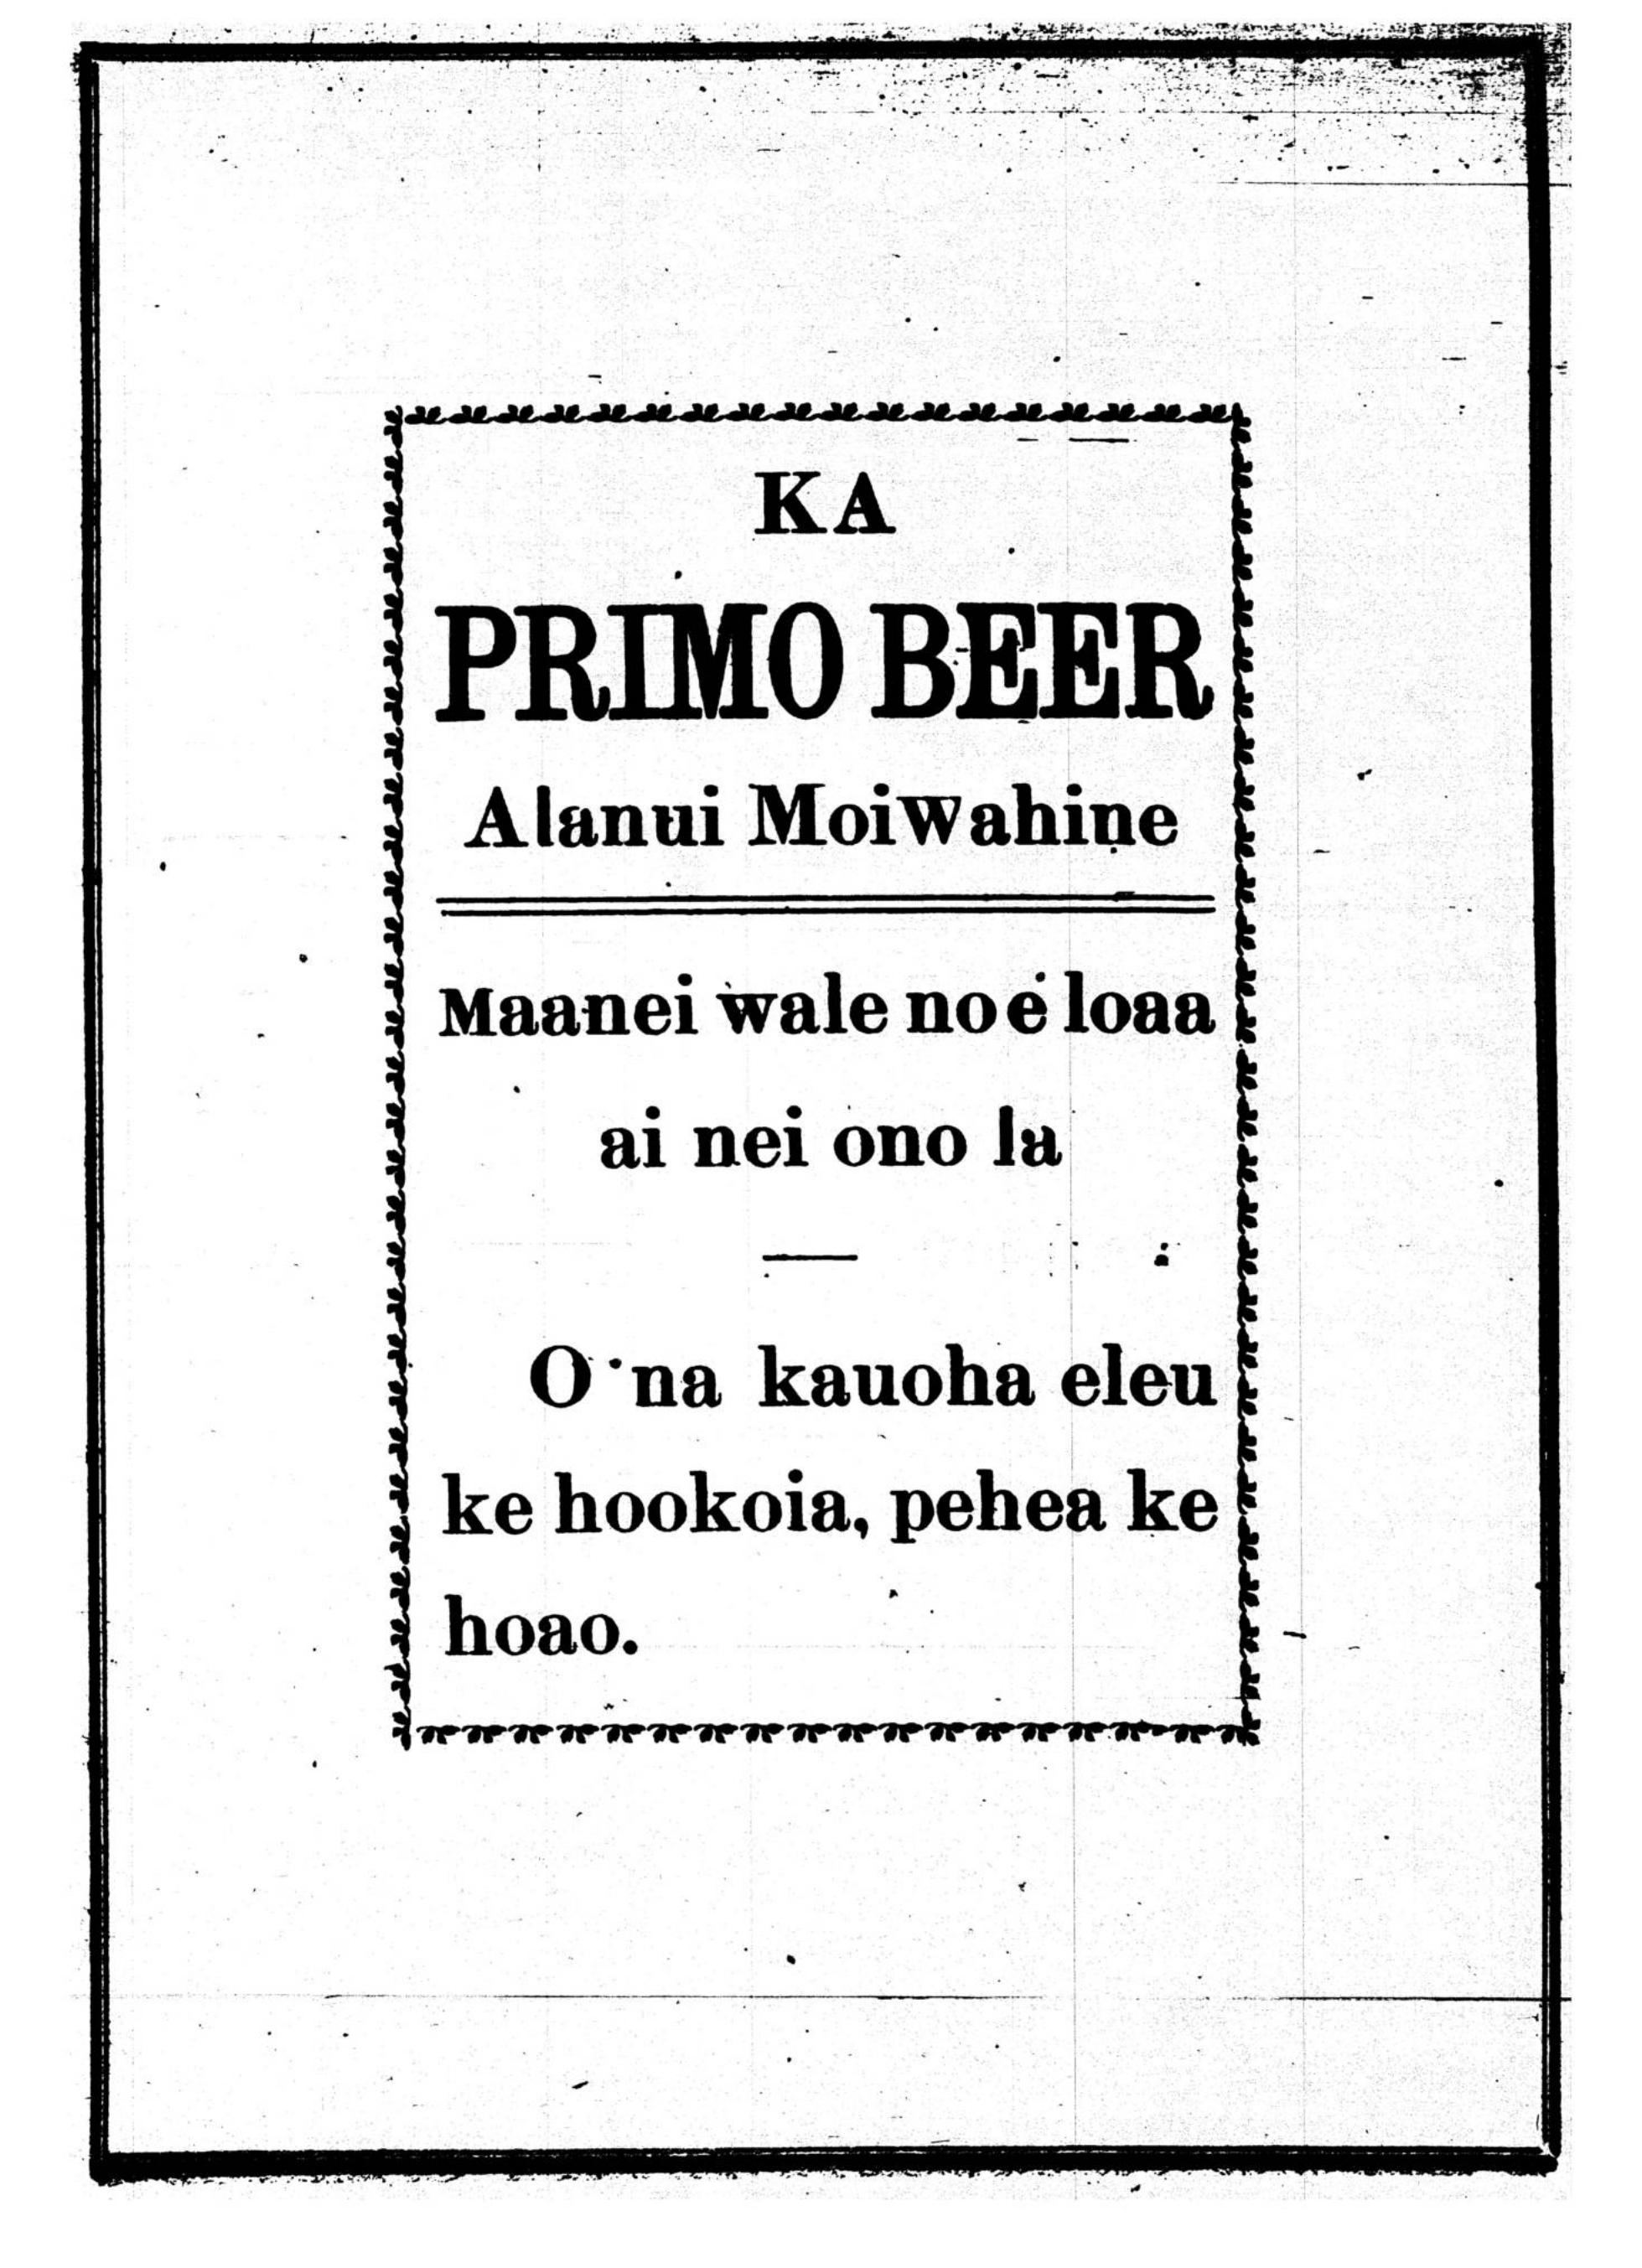 KA
PRIMO BEER
Alanui MoiWahine
Maanei wale no e loaa
ai nei ono la
O na kauoha eleu
ke hookoia, pehea ke
hoao.